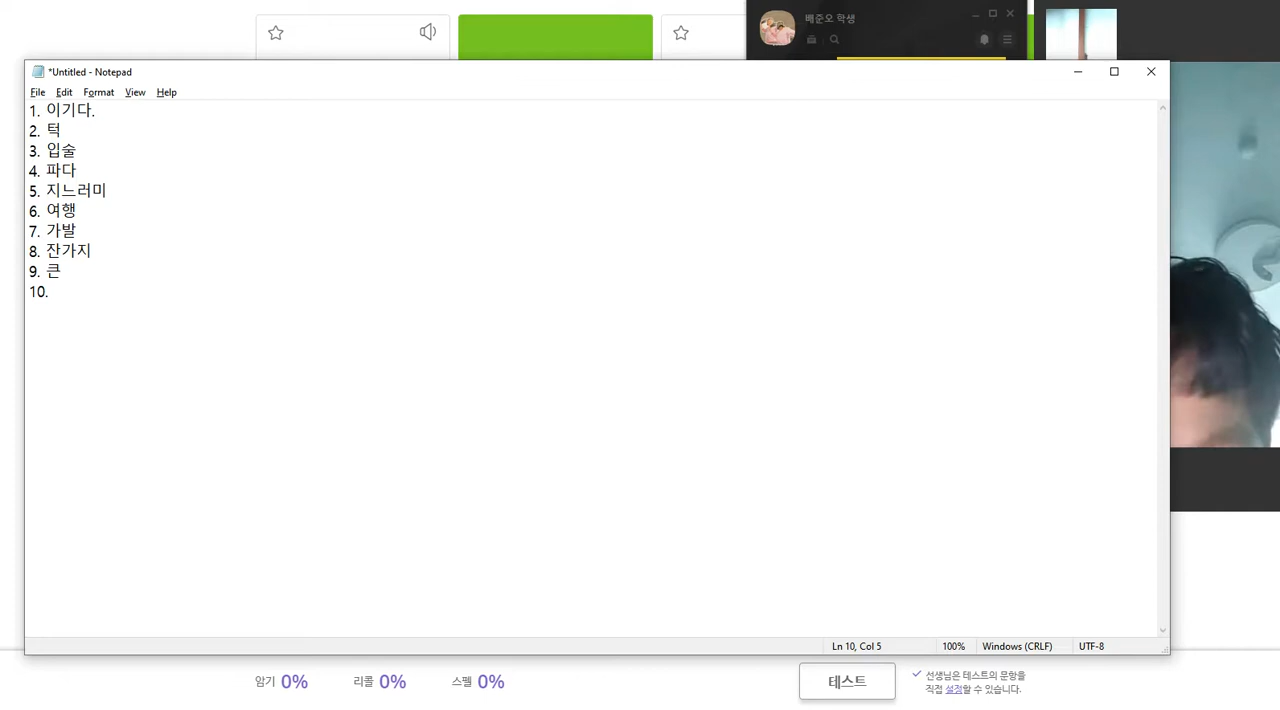 배준오 학생
*Untitled - Notepad
File Edit Format View Help
1. 이기다.
2. 턱
3. 입술
4. 파다
5. 지느러미
6. 여행
7. 가발
8. 잔가지
9. 큰
10.
Ln 10, Col 5 100% Windows (CRLF) UTF-8
암기 0% 리콜 0% 스펠 0%
테스트
선생님은 테스트의 문항을
직접 설정할 수 있습니다.